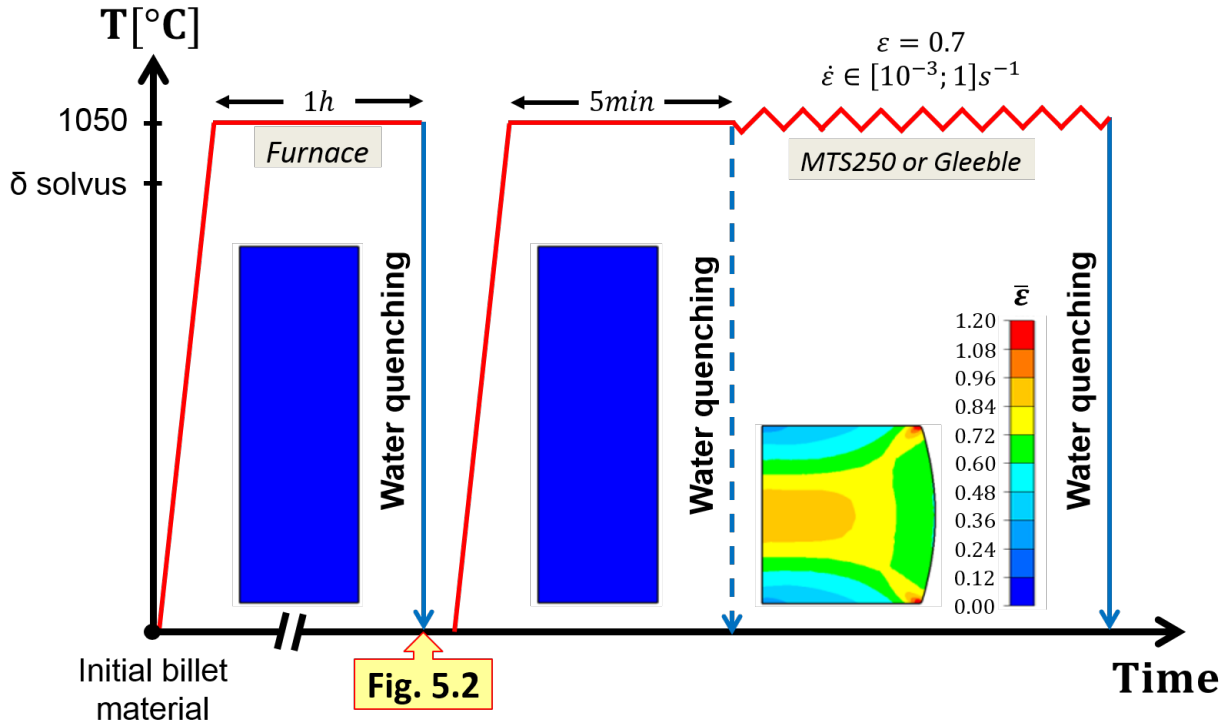 T[°C]
ε = 0.7
ε̇ ∈ [10⁻³; 1]s⁻¹
1h
5min
1050
Furnace
MTS250 or Gleeble
δ solvus
Water quenching
Water quenching
Water quenching
ε̅
1.20
1.08
0.96
0.84
0.72
0.60
0.48
0.36
0.24
0.12
0.00
Initial billet
material
Fig. 5.2
Time